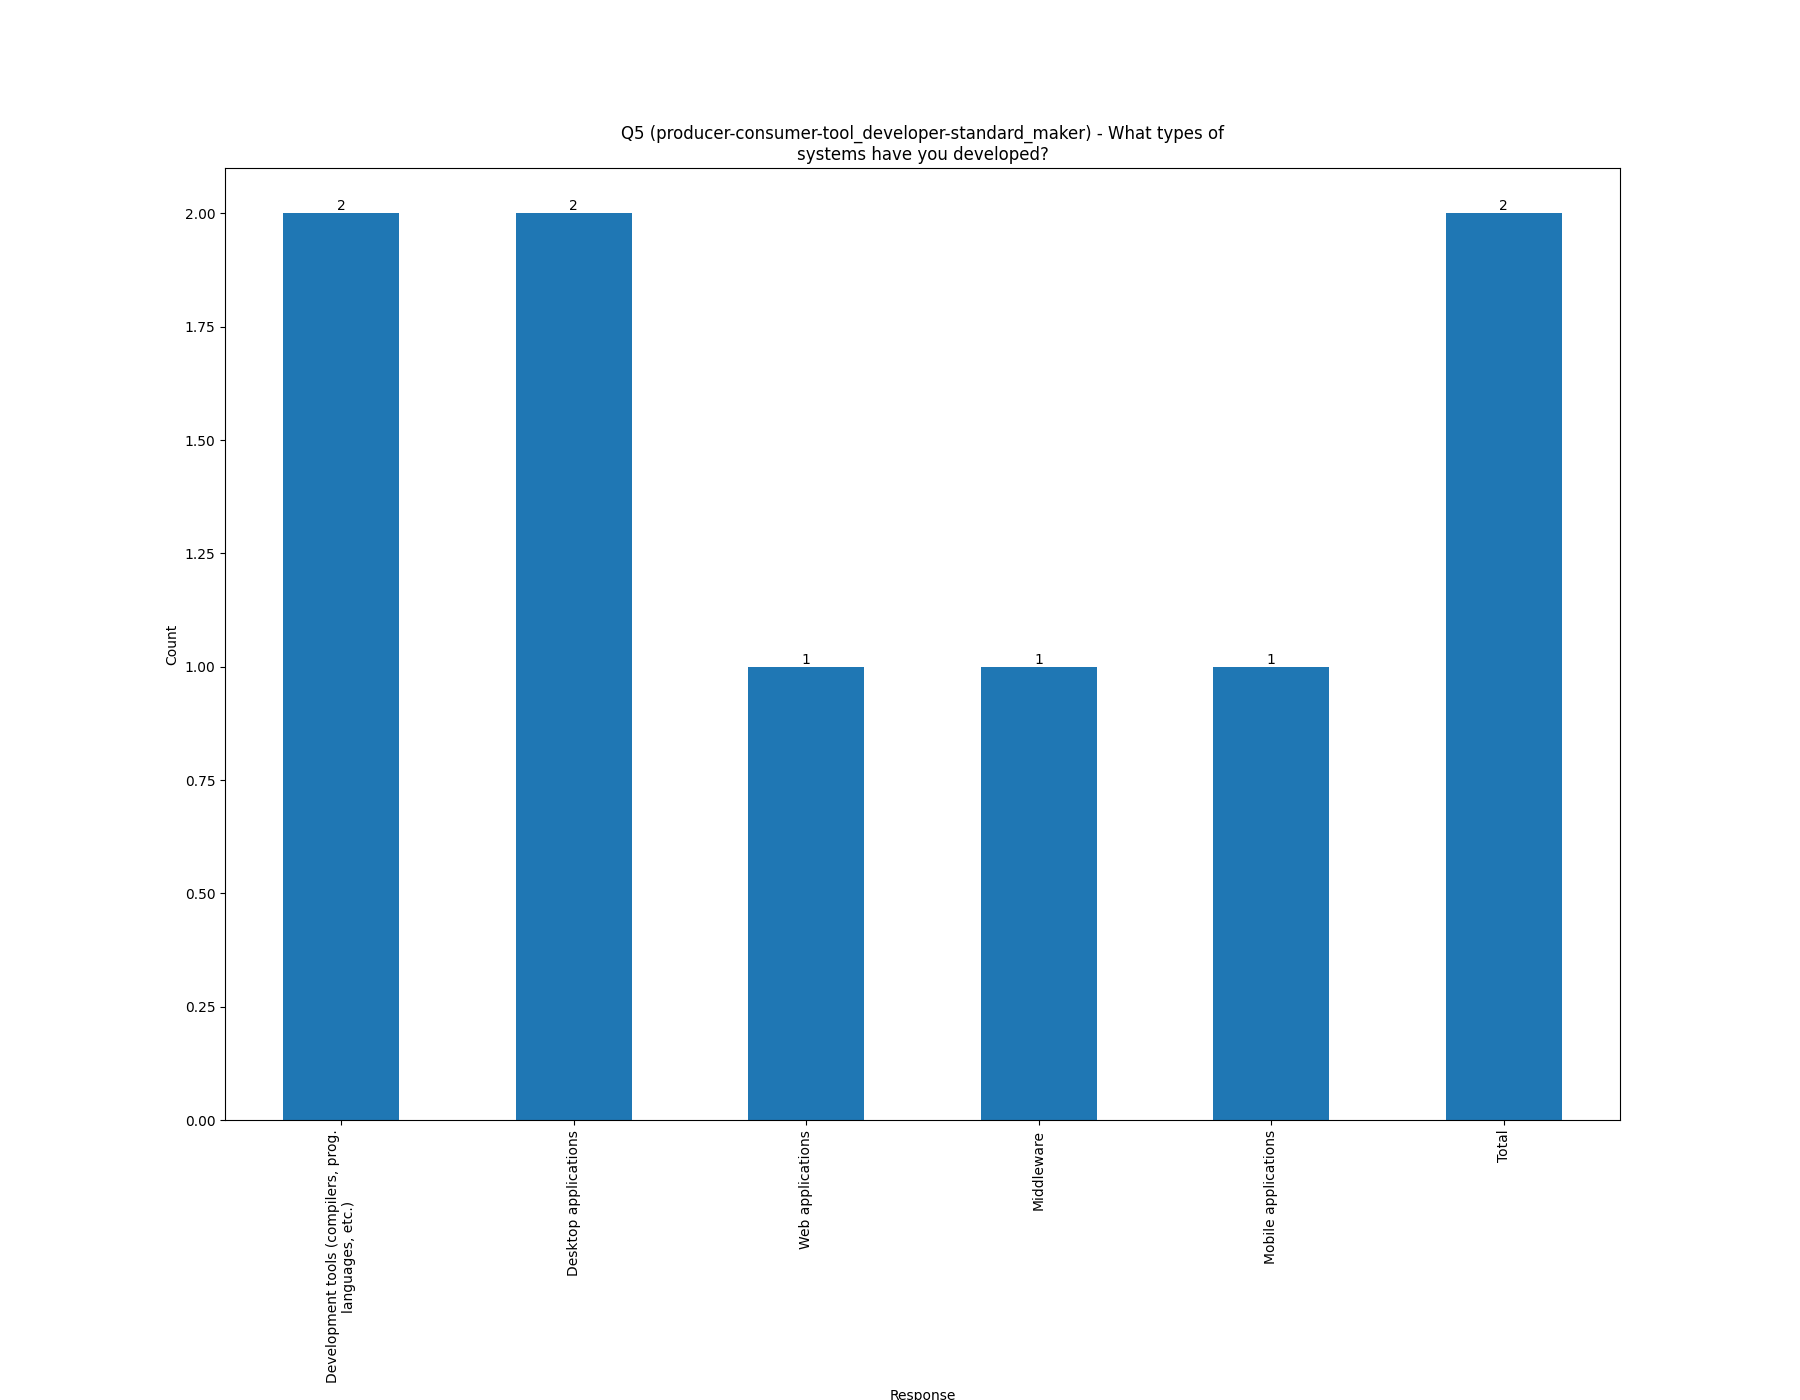 Q5 (producer-consumer-tool_developer-standard_maker) - What types of
systems have you developed?
2
2
1
1
1
2
2.00
1.75
1.50
1.25
1.00
0.75
0.50
0.25
0.00
Count
Development tools (compilers, prog.
languages, etc.)
Desktop applications
Web applications
Middleware
Mobile applications
Total
Response